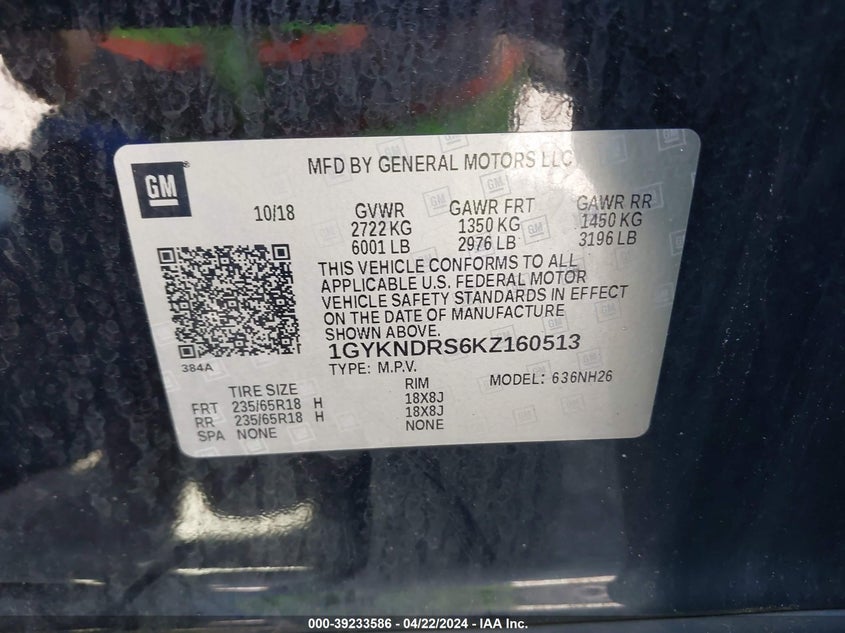 MFD BY GENERAL MOTORS LLC
GM
10/18 GVWR GAWR FRT GAWR RR
2722 KG 1350 KG 1450 KG
6001 LB 2976 LB 3196 LB
THIS VEHICLE CONFORMS TO ALL
APPLICABLE U.S. FEDERAL MOTOR
VEHICLE SAFETY STANDARDS IN EFFECT
ON THE DATE OF MANUFACTURE
SHOWN ABOVE.
1GYKNDRS6KZ160513
384A
TYPE: M.P.V. MODEL: 636NH26
TIRE SIZE RIM
FRT 235/65R18 H 18X8J
RR 235/65R18 H 18X8J
SPA NONE NONE
000-39233586 - 04/22/2024 - IAA Inc.